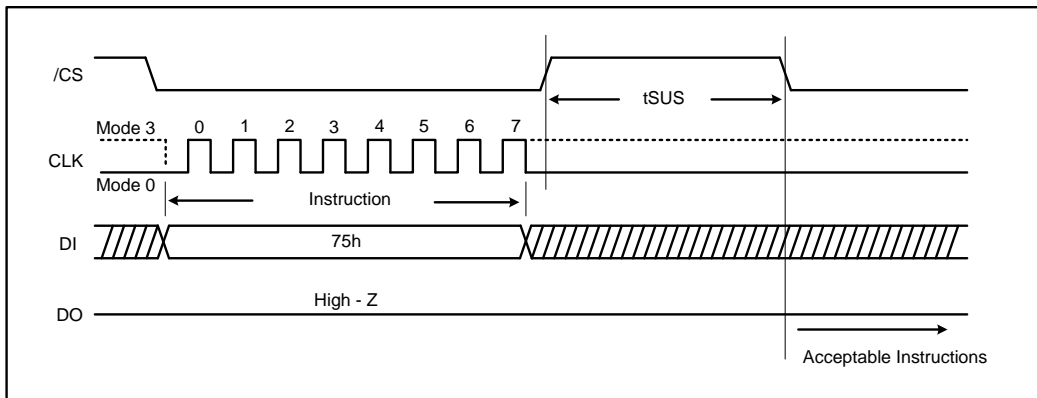 /CS
tSUS
Mode 3
0 1 2 3 4 5 6 7
CLK
Mode 0
Instruction
DI
75h
High - Z
DO
Acceptable Instructions